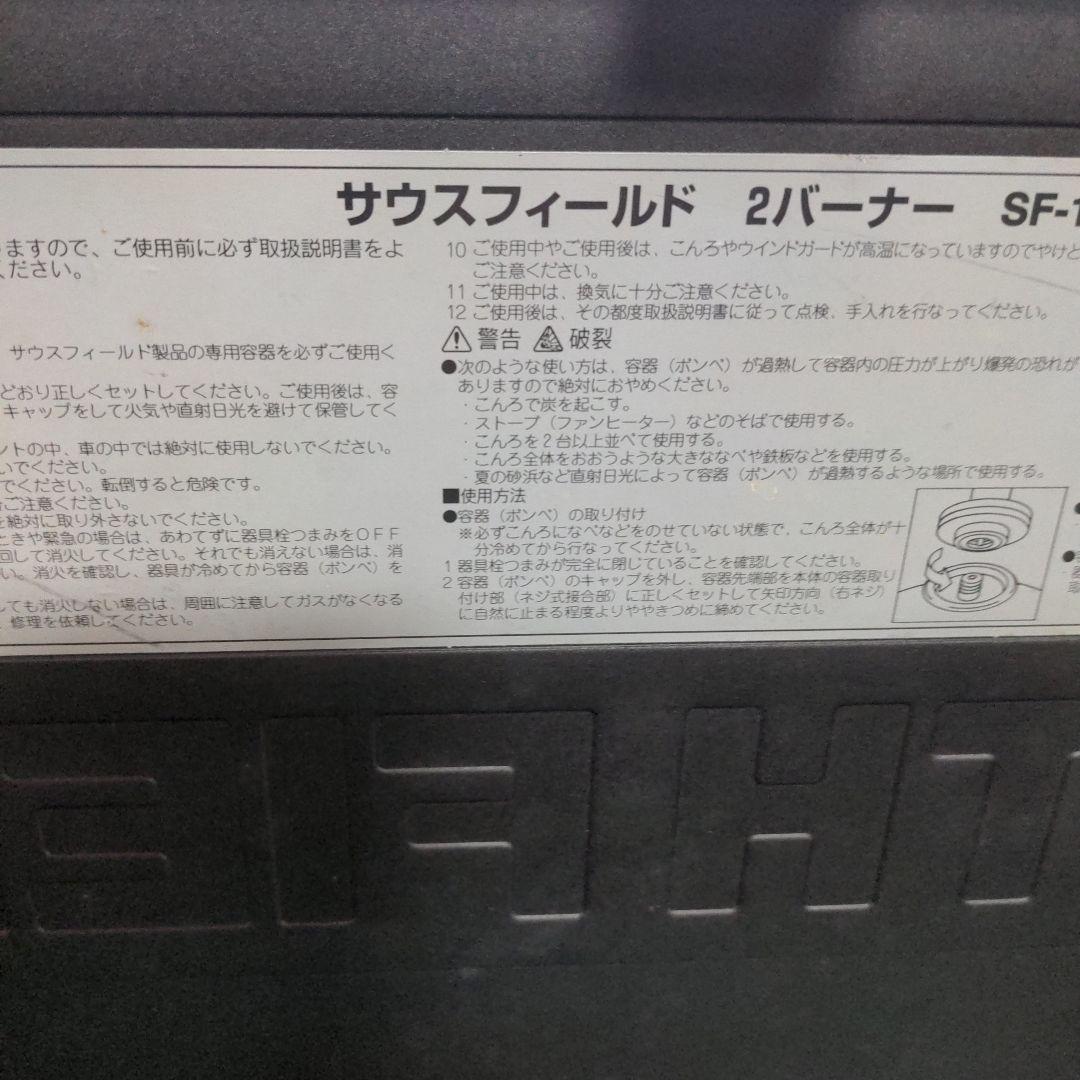 サウスフィールド 2バーナー SF-1
ますので、ご使用前に必ず取扱説明書をよ
ください。
サウスフィールド製品の専用容器を必ずご使用く
どおり正しくセットしてください。ご使用後は、容
キャップをして火気や直射日光を避けて保管してく
ントの中、車の中では絶対に使用しないでください。
いでください。
でください。転倒すると危険です。
ご注意ください。
を絶対に取り外さないでください。
ときや緊急の場合は、あわてずに器具栓つまみをOFF
回して消火してください。それでも消えない場合は、消
い。消火を確認し、器具が冷めてから容器（ボンベ）を
しても消火しない場合は、周囲に注意してガスがなくなる
、修理を依頼してください。
10 ご使用中やご使用後は、こんろやウインドガードが高温になっていますのでやけど
ご注意ください。
11 ご使用中は、換気に十分ご注意ください。
12 ご使用後は、その都度取扱説明書に従って点検、手入れを行なってください。
警告 破裂
●次のような使い方は、容器（ボンベ）が過熱して容器内の圧力が上がり爆発の恐れが
ありますので絶対におやめください。
・こんろで炭を起こす。
・ストーブ（ファンヒーター）などのそばで使用する。
・こんろを2台以上並べて使用する。
・こんろ全体をおおうような大きななべや鉄板などを使用する。
・夏の砂浜など直射日光によって容器（ボンベ）が過熱するような場所で使用する。
■使用方法
●容器（ボンベ）の取り付け
※必ずこんろになべなどをのせていない状態で、こんろ全体が十
分冷めてから行なってください。
1 器具栓つまみが完全に閉じていることを確認してください。
2 容器（ボンベ）のキャップを外し、容器先端部を本体の容器取り
付け部（ネジ式接合部）に正しくセットして矢印方向（右ネジ）
に自然に止まる程度よりややきつめに締めてください。